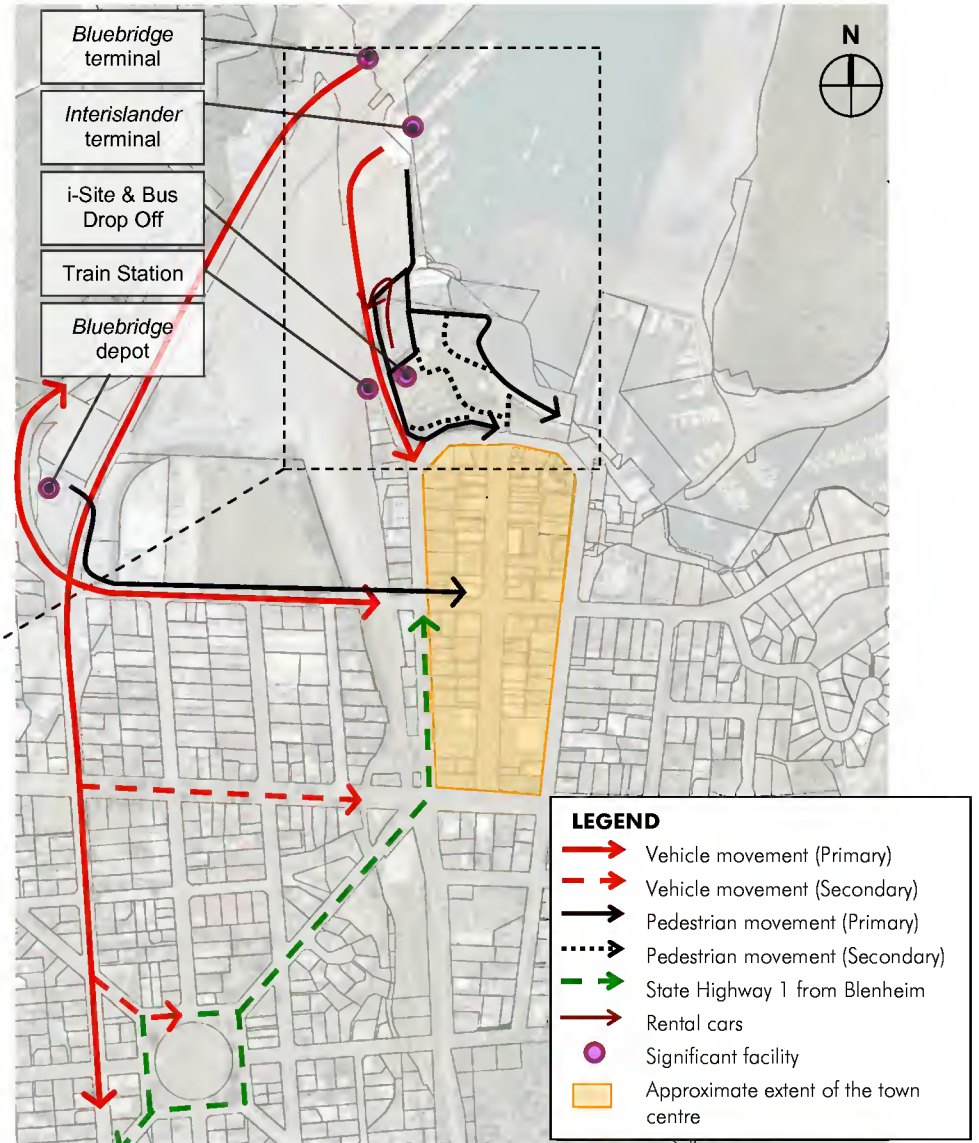 Bluebridge
terminal
Interislander
terminal
i-Site & Bus
Drop Off
Train Station
Bluebridge
depot
N
LEGEND
Vehicle movement (Primary)
Vehicle movement (Secondary)
Pedestrian movement (Primary)
Pedestrian movement (Secondary)
State Highway 1 from Blenheim
Rental cars
Significant facility
Approximate extent of the town
centre